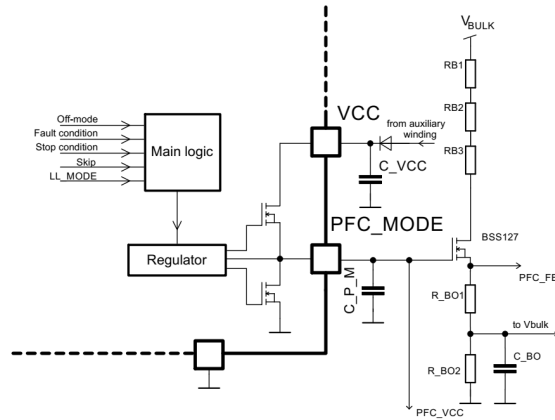 VBULK
RB1
RB2
RB3
VCC
from auxiliary
winding
C_VCC
Off-mode
Fault condition
Stop condition
Skip
LL_MODE
Main logic
PFC_MODE
BSS127
Regulator
C_P_M
PFC_FB
R_BO1
to Vbulk
R_BO2
C_BO
PFC_VCC